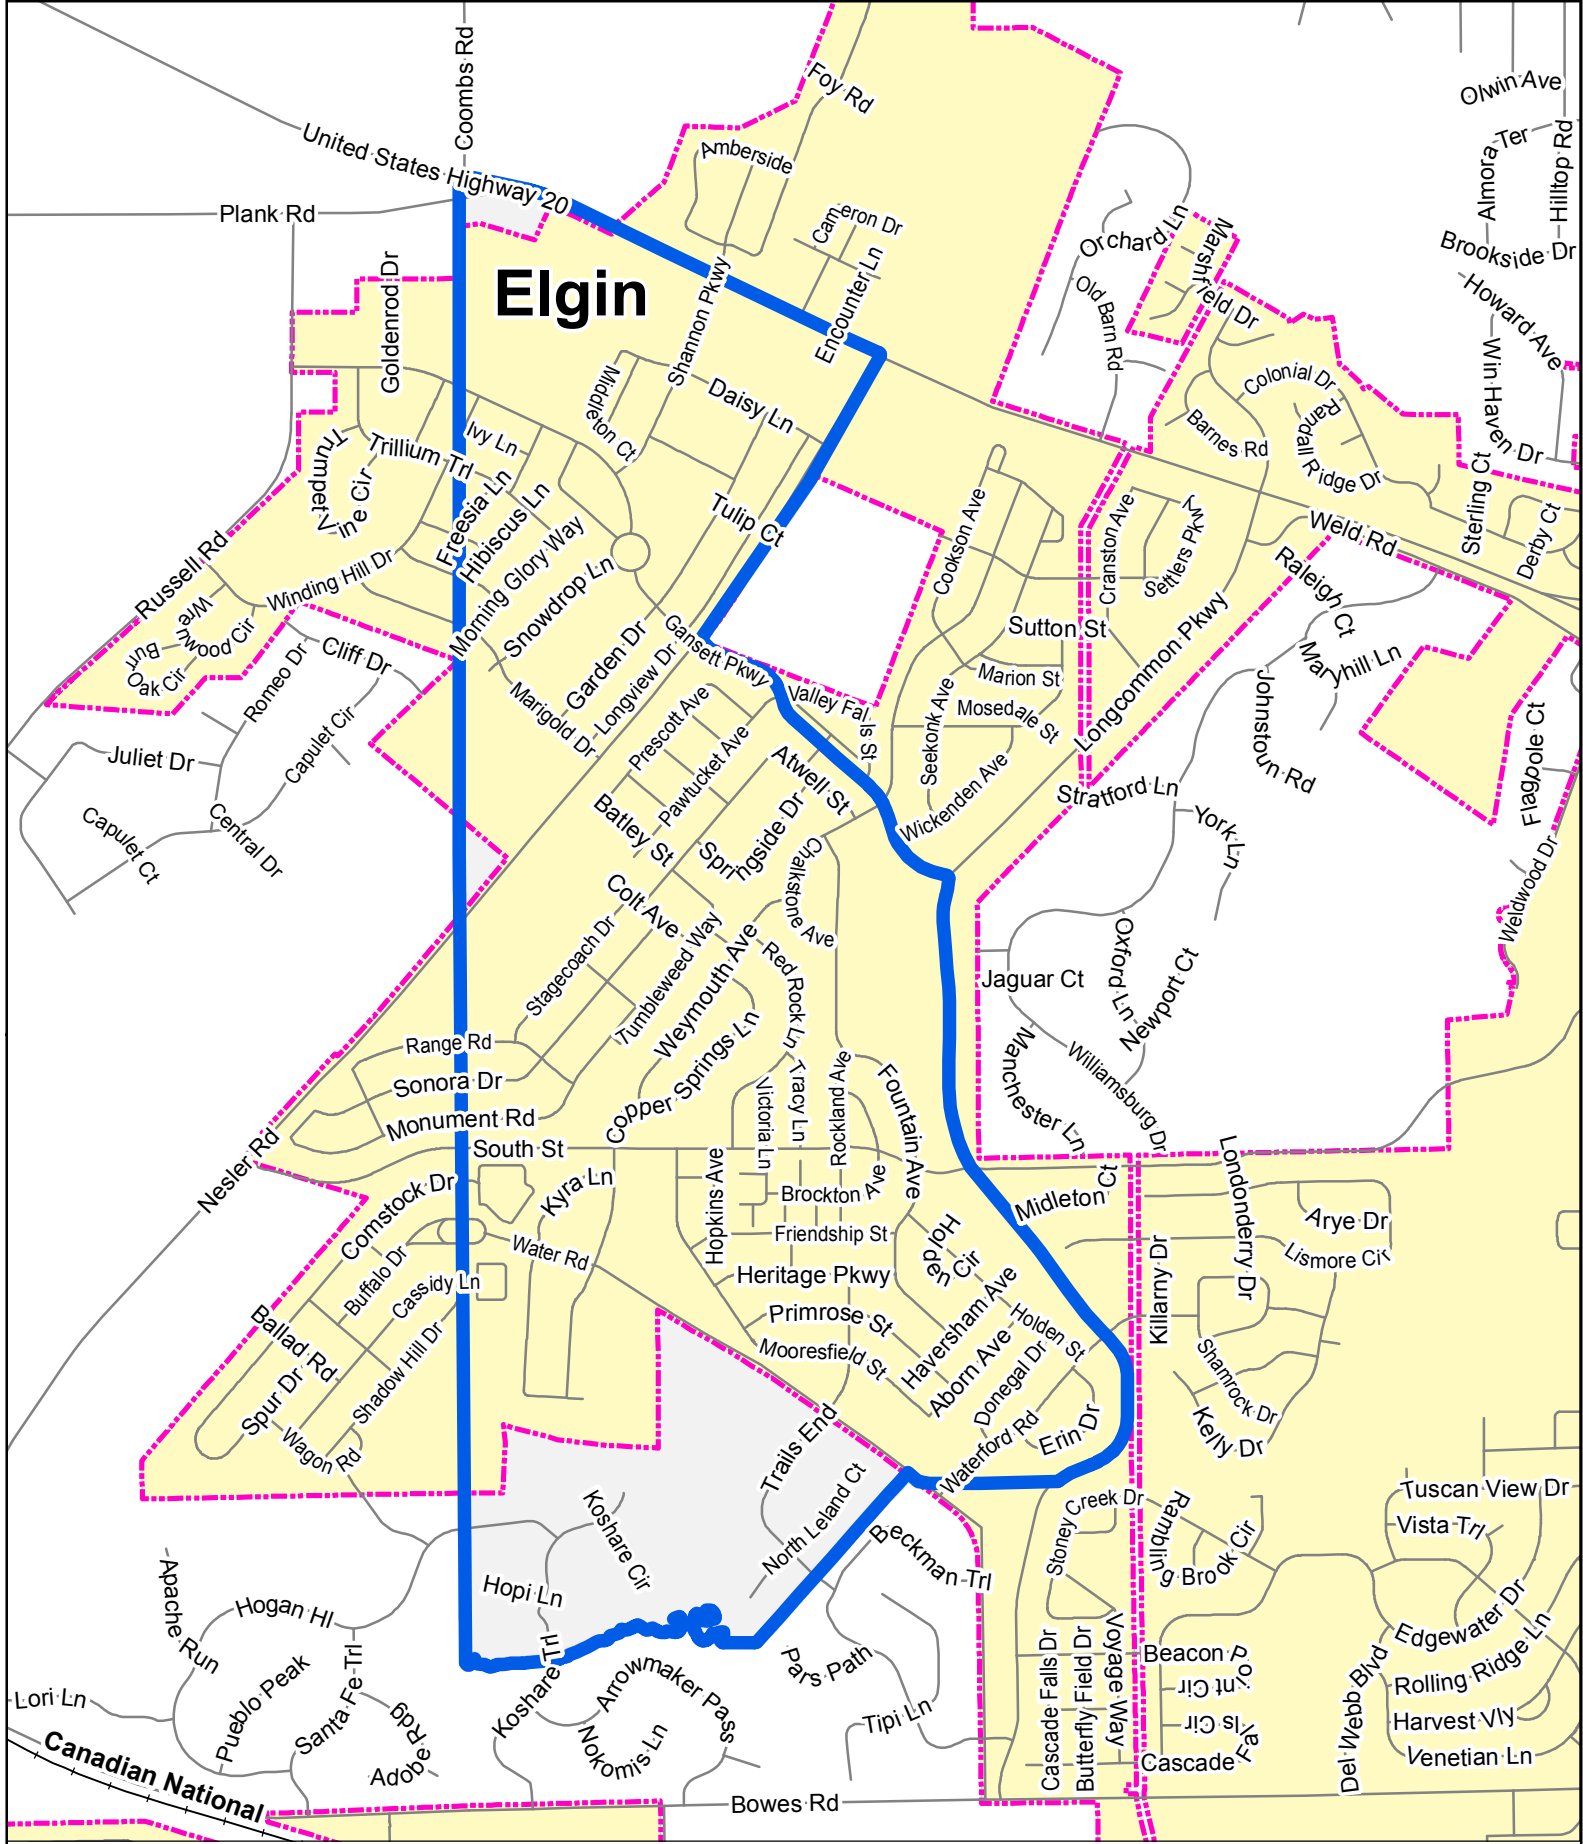 Coombs Rd
Foy Rd
Olwin Ave
Almora Ter
Hilltop Rd
United States Highway 20
Amberside
Plank Rd
Cameron Dr
Orchard Ln
Marshfield Dr
Brookside Dr
Elgin
Goldenrod Dr
Shannon Pkwy
Encounter Ln
Old Barn Rd
Howard Ave
Win Haven Dr
Middleton Ct
Daisy Ln
Colonial Dr
Randall Ridge Dr
Barnes Rd
Trumpet Vine Cir
Trillium Trl
Ivy Ln
Freesia Ln
Hibiscus Ln
Tulip Ct
Cookson Ave
Cranston Ave
Settlers Pkwy
Sterling Ct
Derby Ct
Weld Rd
Russell Rd
Winding Hill Dr
Morning Glory Way
Snowdrop Ln
Raleigh Ct
Wirewood Cir
Burr Oak Cir
Cliff Dr
Romeo Dr
Garden Dr
Gansett Pkwy
Sutton St
Longcommon Pkwy
Maryhill Ln
Marigold Dr
Longview Dr
Marion St
Mosedale St
Johnstown Rd
Juliet Dr
Capulet Cir
Prescott Ave
Valley Falls St
Seekonk Ave
Flagpole Ct
Pawtucket Ave
Atwell St
Wickenden Ave
Stratford Ln
York Ln
Capulet Ct
Central Dr
Batley St
Springside Dr
Chalkstone Ave
Weldwood Dr
Colt Ave
Stagecoach Dr
Tumbleweed Way
Weymouth Ave
Red Rock Ln
Jaguar Ct
Oxford Ln
Newport Ct
Range Rd
Sonora Dr
Monument Rd
Copper Springs Ln
Victoria Ln
Tracy Ln
Rockland Ave
Fountain Ave
Manchester Ln
Williamsburg Dr
Nesler Rd
South St
Comstock Dr
Kyra Ln
Hopkins Ave
Brockton Ave
Midleton Ct
Londonderry Dr
Arye Dr
Water Rd
Friendship St
Holden Cir
Killarny Dr
Lismore Cir
Buffalo Dr
Cassidy Ln
Heritage Pkwy
Primrose St
Mooresfield St
Haversham Ave
Aborn Ave
Holden St
Donegal Dr
Shamrock Dr
Ballad Rd
Spur Dr
Shadow Hill Dr
Wagon Rd
Waterford Rd
Erin Dr
Kelly Dr
Trails End
North Leland Ct
Koshare Cir
Stoney Creek Dr
Rambling Brook Cir
Tuscan View Dr
Vista Trl
Beckman Trl
Apache Run
Hogan Hl
Hopi Ln
Koshare Trl
Edgewater Dr
Rolling Ridge Ln
Lori Ln
Pueblo Peak
Santa Fe Trl
Arrowmaker Pass
Pars Path
Cascade Falls Dr
Butterfly Field Dr
Voyage Way
Beacon Point Cir
Del Webb Blvd
Harvest Vly
Adobe Rdg
Nokomis Ln
Tipi Ln
Cascade Falls Cir
Venetian Ln
Canadian National
Bowes Rd